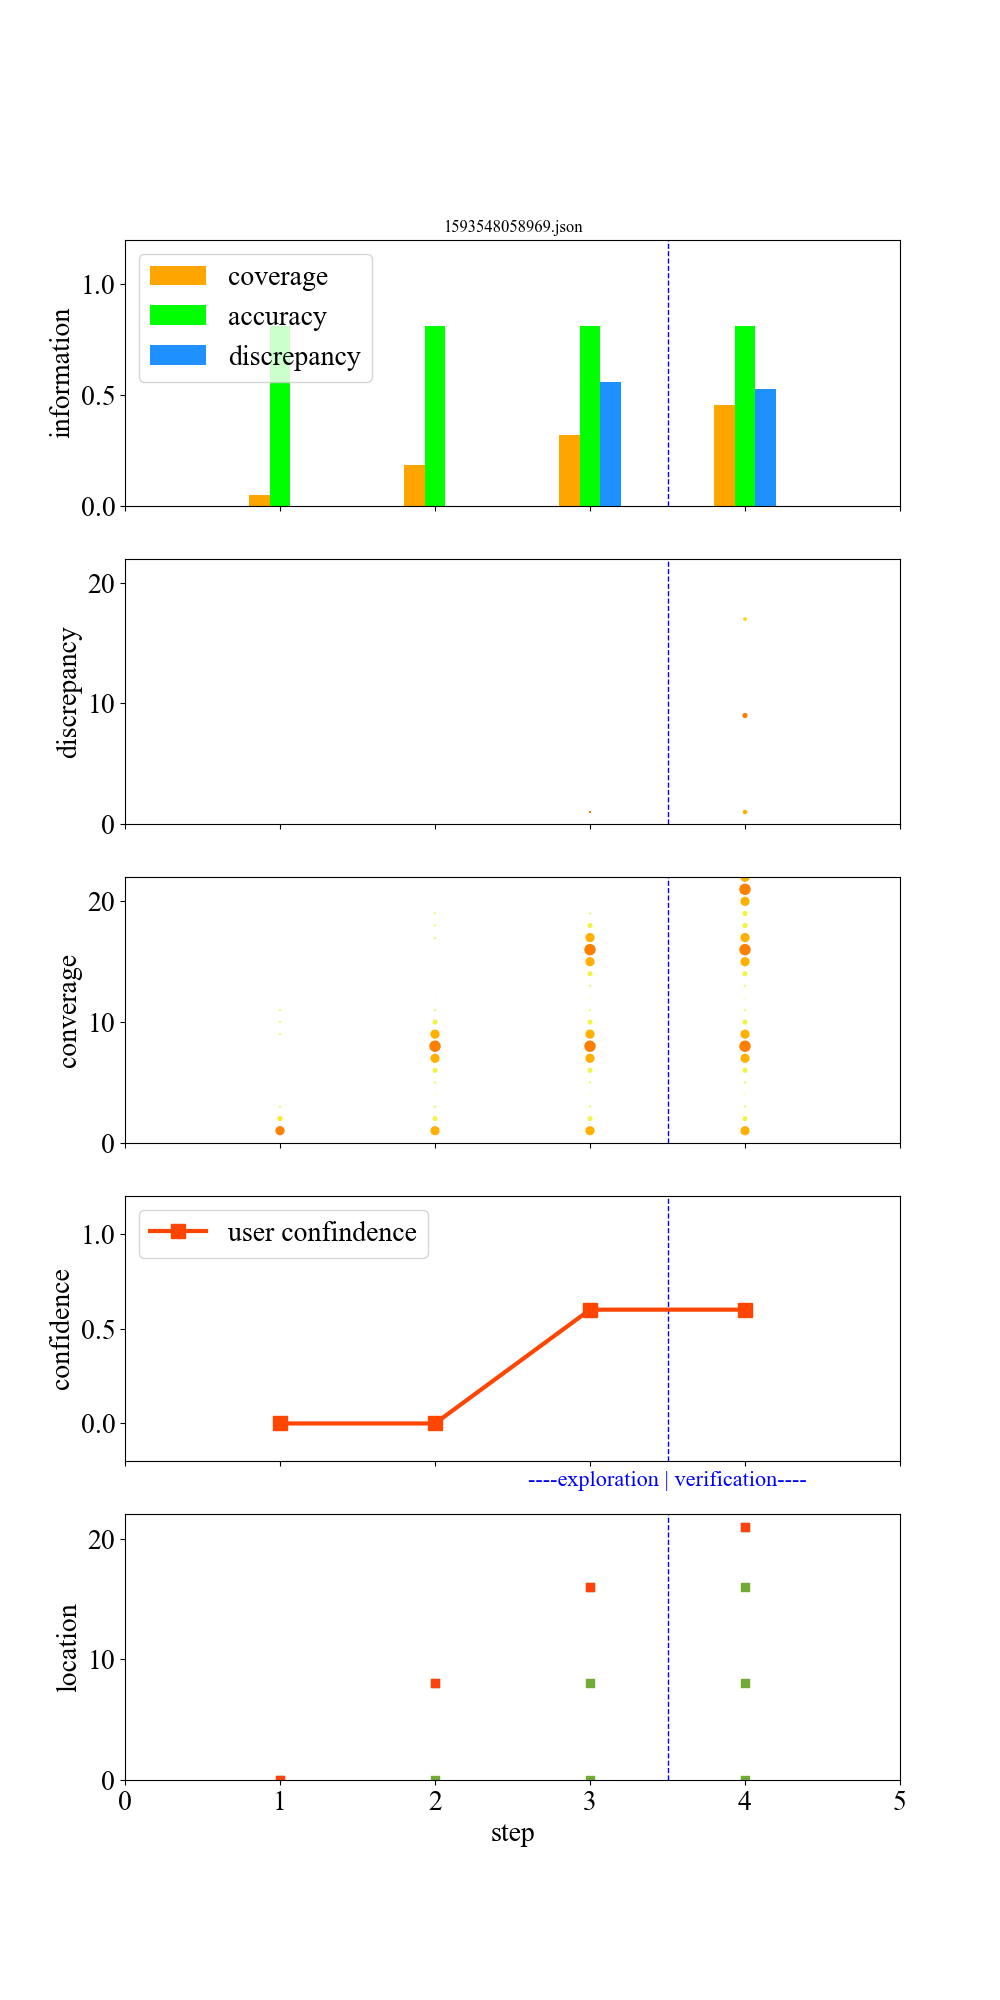 1593548058969.json
1.0
0.5
0.0
information
coverage
accuracy
discrepancy
20
10
0
discrepancy
20
10
0
converage
1.0
0.5
0.0
confidence
user confindence
----exploration | verification----
20
10
0
location
0 1 2 3 4 5
step